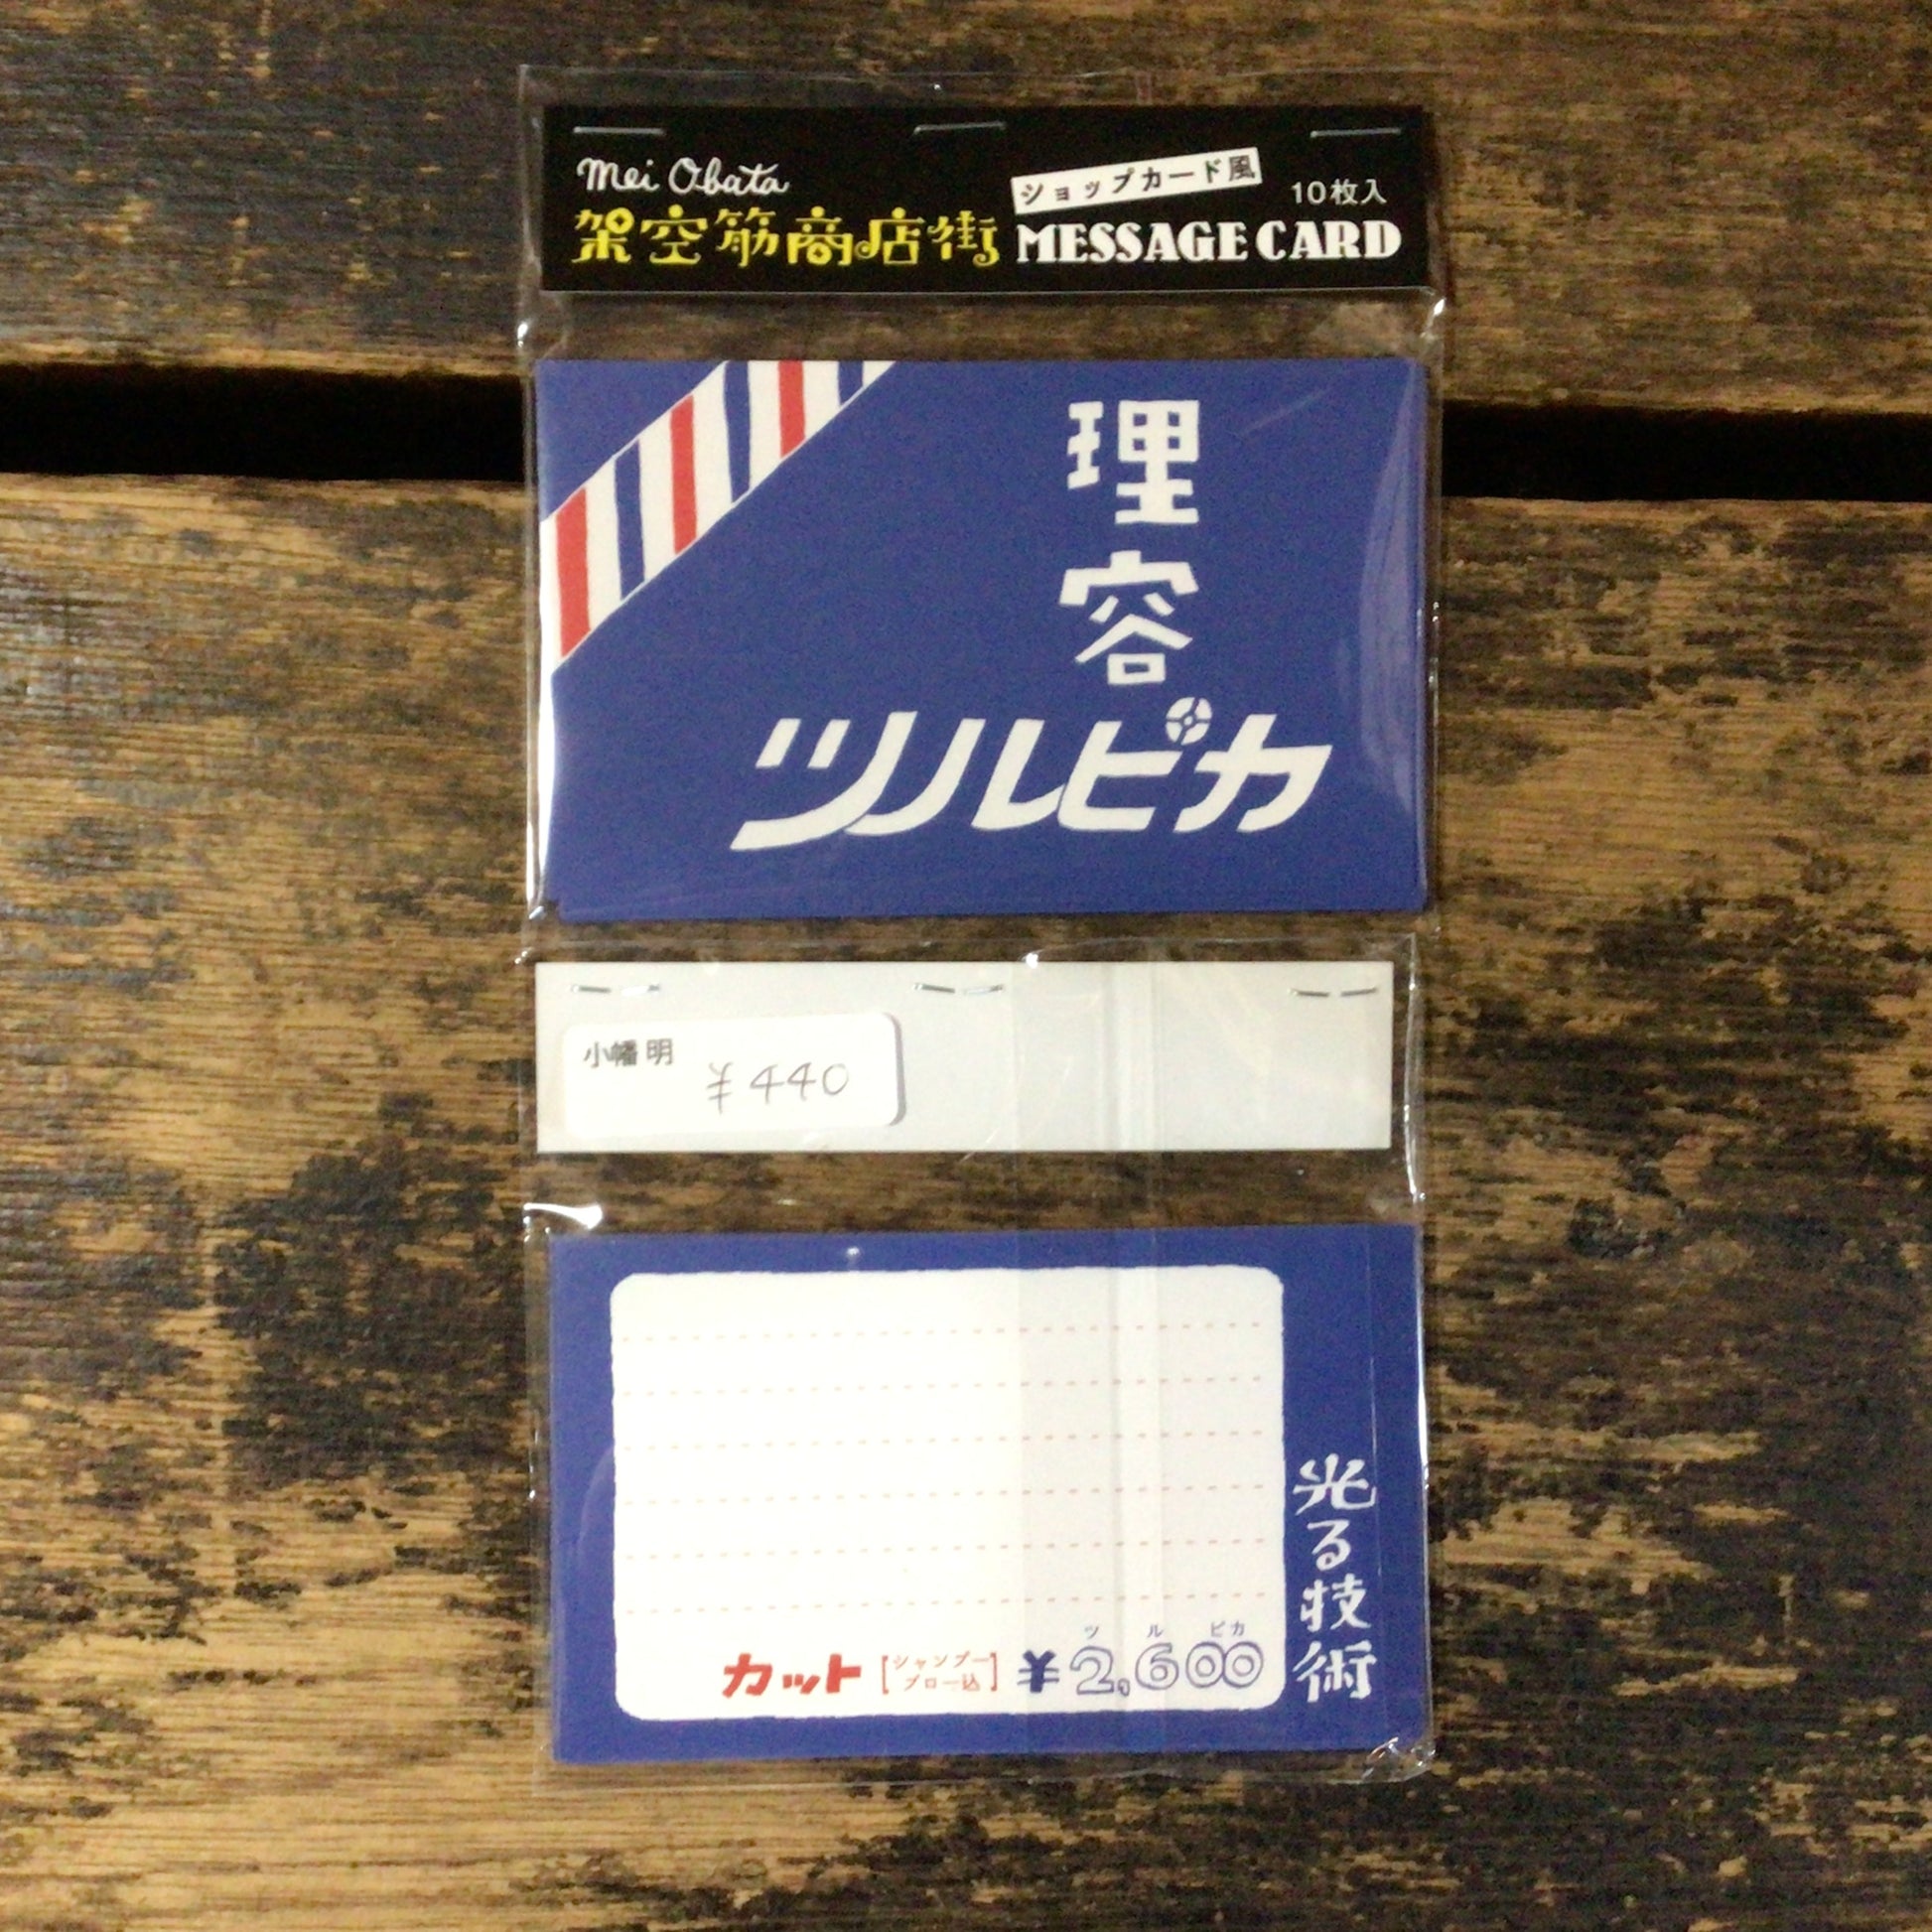 Mei Obata
ショップカード風
10枚入
架空筋商店街
MESSAGE CARD
理容
ツルピカ
小幡 明
¥440
光る技術
ツ ル ピカ
カット [シャンプー ブロー込] ¥2,600